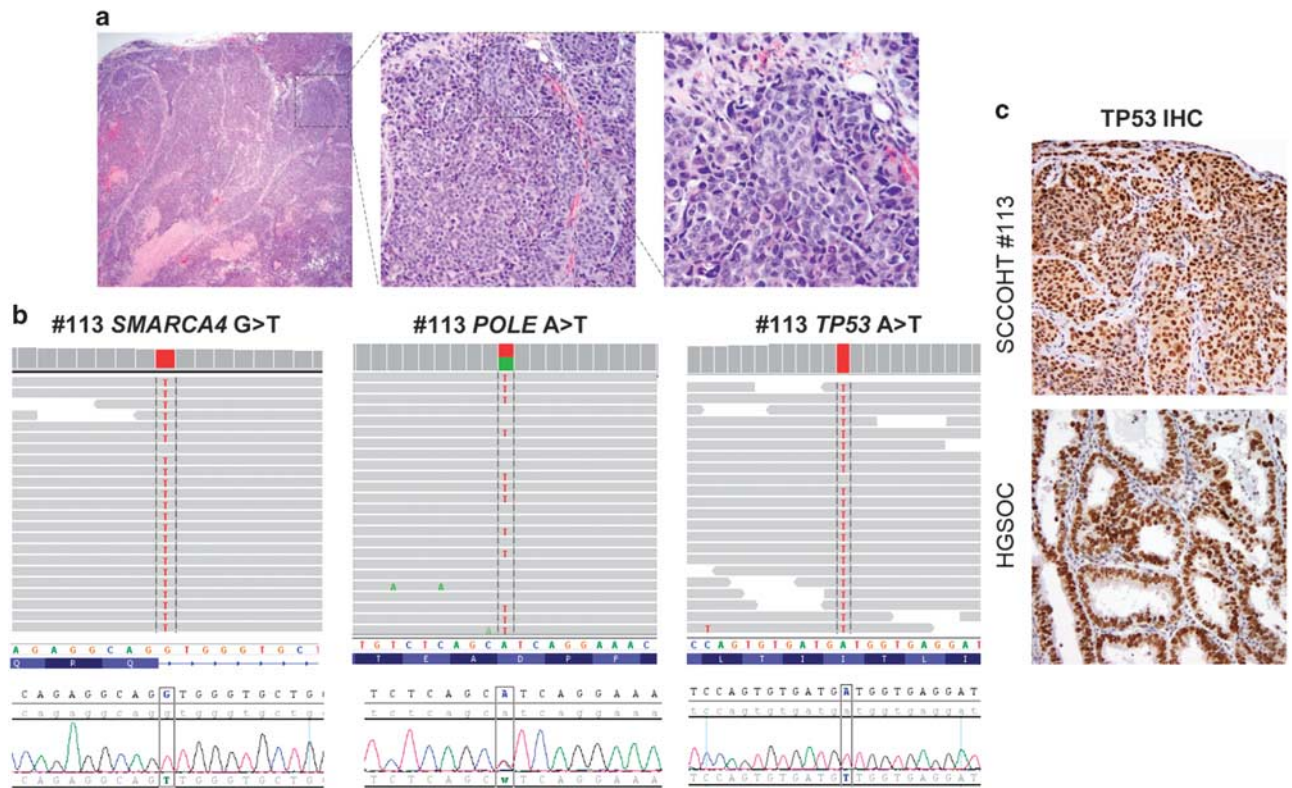 a
b
#113 SMARCA4 G>T
#113 POLE A>T
#113 TP53 A>T
A G A G G C A G G T G G G T G C T
Q R Q
T G T C T C A G C A T C A G G A A A C
T E A D P F
C C A G T G T G A T G A T G G T G A G G A T
L T I I T L I
C A G A G G C A G G T G G G T G C T G
c a g a g g c a g g t g g g t g c t g
C A G A G G C A G T T G G G T G C T G
T C T C A G C A T C A G G A A A
t c t c a g c a t c a g g a a a
T C T C A G C W T C A G G A A A
T C C A G T G T G A T G A T G G T G A G G A T
t c c a g t g t g a t g a t g g t g a g g a t
T C C A G T G T G A T G T T G G T G A G G A T
c
TP53 IHC
SCCOHT #113
HGSOC